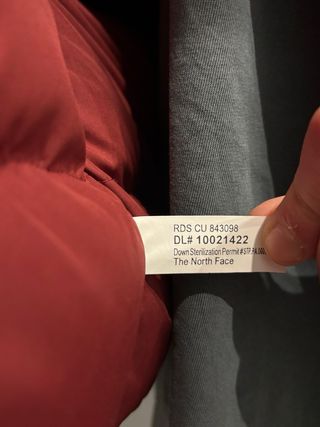 RDS CU 843098
DL# 10021422
Down Sterilization Permit
The North Face